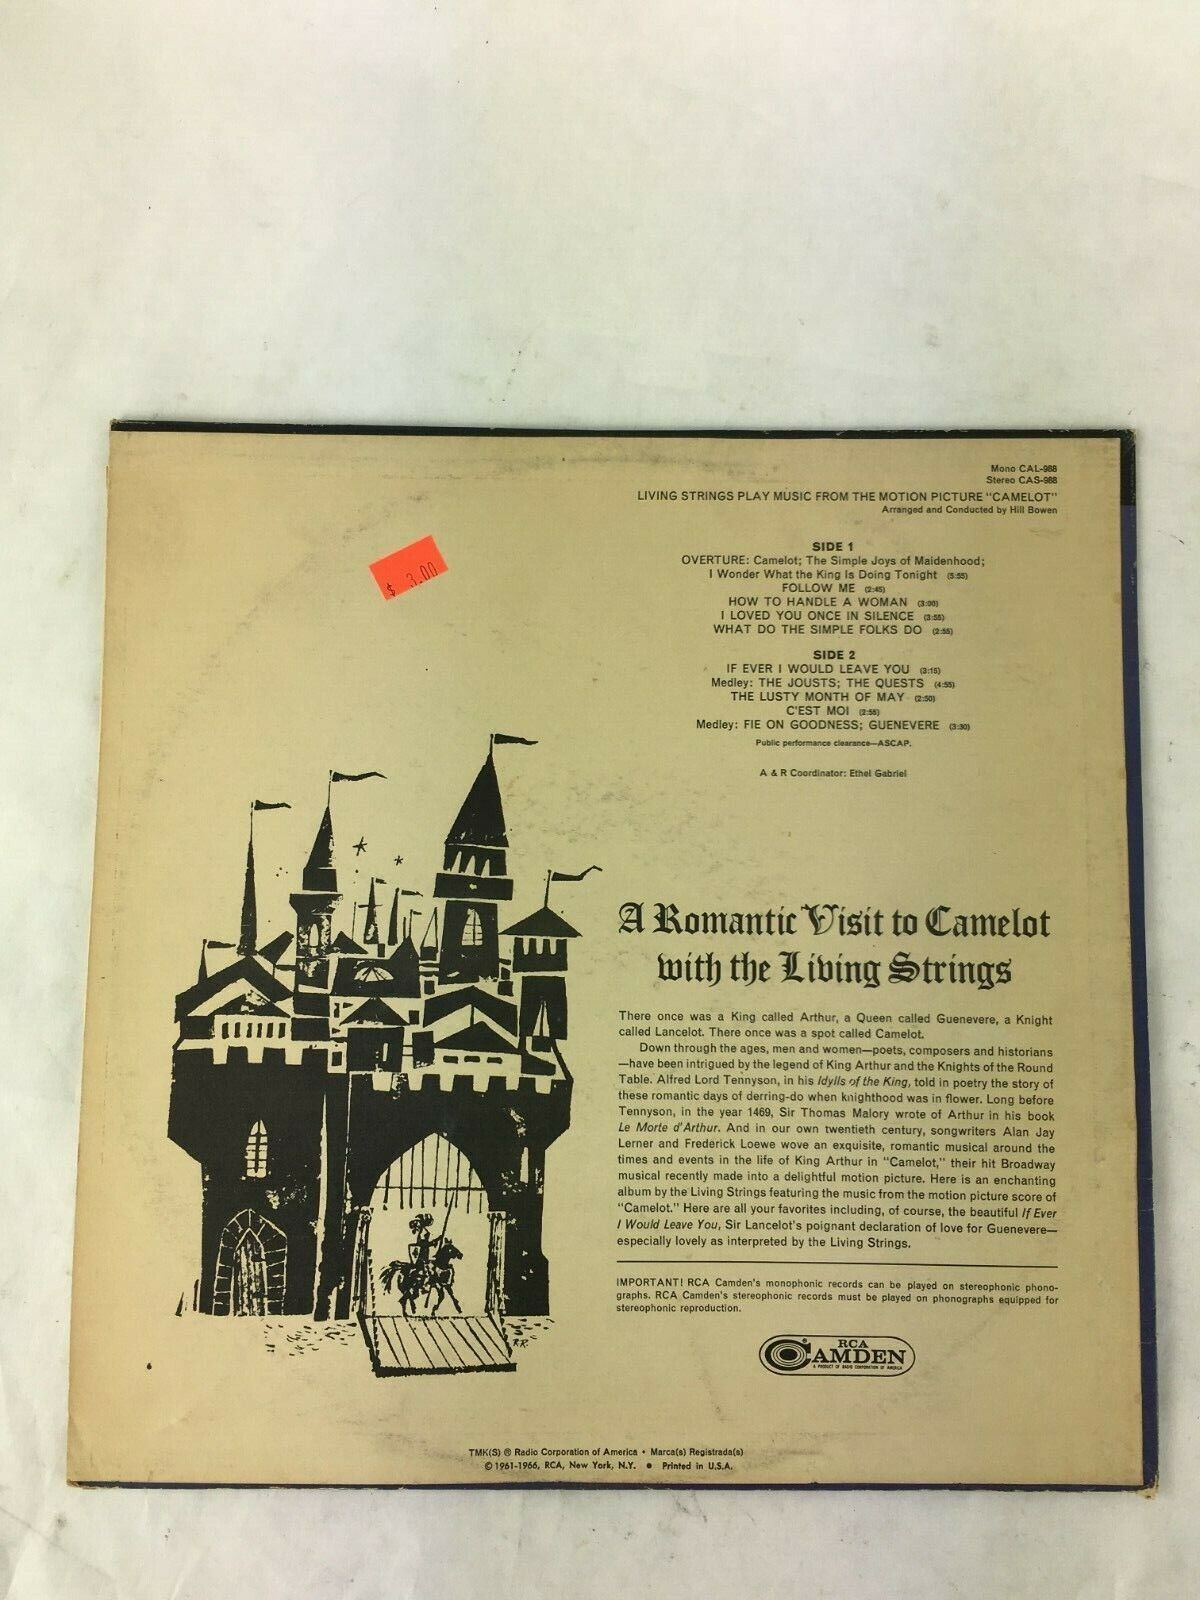 Mono CAL-988
Stereo CAS-988
LIVING STRINGS PLAY MUSIC FROM THE MOTION PICTURE "CAMELOT"
Arranged and Conducted by Hill Bowen
$ 3.00
SIDE 1
OVERTURE: Camelot; The Simple Joys of Maidenhood;
I Wonder What the King Is Doing Tonight (5:55)
FOLLOW ME (2:45)
HOW TO HANDLE A WOMAN (3:00)
I LOVED YOU ONCE IN SILENCE (3:55)
WHAT DO THE SIMPLE FOLKS DO (2:55)
SIDE 2
IF EVER I WOULD LEAVE YOU (3:15)
Medley: THE JOUSTS; THE QUESTS (4:55)
THE LUSTY MONTH OF MAY (2:50)
C'EST MOI (2:55)
Medley: FIE ON GOODNESS; GUENEVERE (3:30)
Public performance clearance—ASCAP.
A & R Coordinator: Ethel Gabriel
A Romantic Visit to Camelot
with the Living Strings
There once was a King called Arthur, a Queen called Guenevere, a Knight
called Lancelot. There once was a spot called Camelot.
Down through the ages, men and women—poets, composers and historians
—have been intrigued by the legend of King Arthur and the Knights of the Round
Table. Alfred Lord Tennyson, in his Idylls of the King, told in poetry the story of
these romantic days of derring-do when knighthood was in flower. Long before
Tennyson, in the year 1469, Sir Thomas Malory wrote of Arthur in his book
Le Morte d'Arthur. And in our own twentieth century, songwriters Alan Jay
Lerner and Frederick Loewe wove an exquisite, romantic musical around the
times and events in the life of King Arthur in "Camelot," their hit Broadway
musical recently made into a delightful motion picture. Here is an enchanting
album by the Living Strings featuring the music from the motion picture score of
"Camelot." Here are all your favorites including, of course, the beautiful If Ever
I Would Leave You, Sir Lancelot's poignant declaration of love for Guenevere—
especially lovely as interpreted by the Living Strings.
IMPORTANT! RCA Camden's monophonic records can be played on stereophonic phono-
graphs. RCA Camden's stereophonic records must be played on phonographs equipped for
stereophonic reproduction.
R.R.
RCA
CAMDEN
A PRODUCT OF RADIO CORPORATION OF AMERICA
TMK(S) ® Radio Corporation of America • Marca(s) Registrada(s)
© 1961-1966, RCA, New York, N.Y. ● Printed in U.S.A.